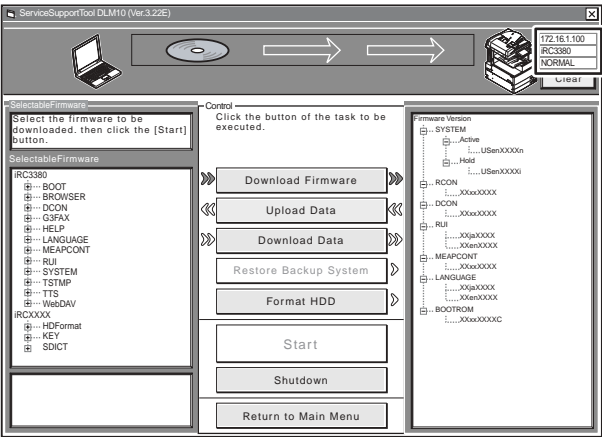 ServiceSupportTool DLM10 (Ver.3.22E)
172.16.1.100
iRC3380
NORMAL
Clear
SelectableFirmware
Select the firmware to be
downloaded. then click the [Start]
button.
SelectableFirmware
iRC3380
BOOT
BROWSER
DCON
G3FAX
HELP
LANGUAGE
MEAPCONT
RUI
SYSTEM
TSTMP
TTS
WebDAV
iRCXXXX
HDFormat
KEY
SDICT
Control
Click the button of the task to be
executed.
Download Firmware
Upload Data
Download Data
Restore Backup System
Format HDD
Start
Shutdown
Return to Main Menu
Firmware Version
SYSTEM
Active
USenXXXXn
Hold
USenXXXXi
RCON
XXxxXXXX
DCON
XXxxXXXX
RUI
XXjaXXXX
XXenXXXX
MEAPCONT
XXxxXXXX
LANGUAGE
XXjaXXXX
XXenXXXX
BOOTROM
XXxxXXXXC